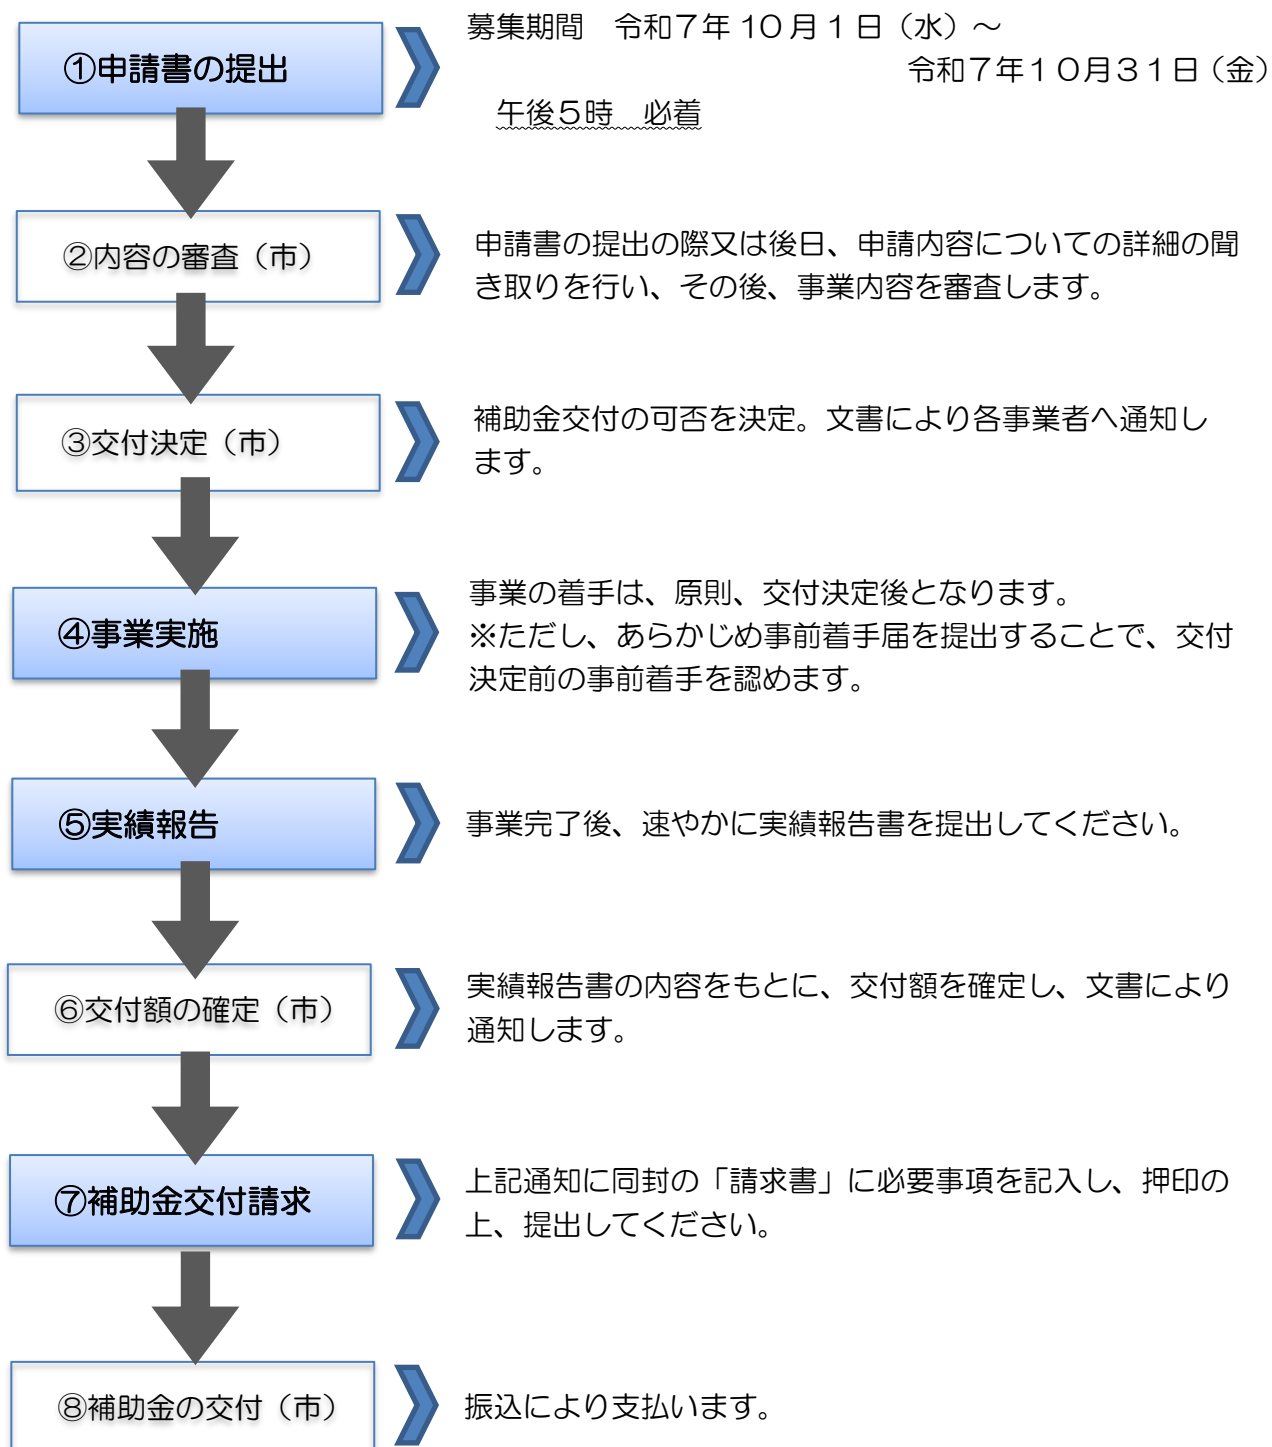 ①申請書の提出
募集期間　令和７年 10 月 1 日（水）～
令和７年１０月３１日（金）
午後５時　必着
②内容の審査（市）
申請書の提出の際又は後日、申請内容についての詳細の聞
き取りを行い、その後、事業内容を審査します。
③交付決定（市）
補助金交付の可否を決定。文書により各事業者へ通知し
ます。
④事業実施
事業の着手は、原則、交付決定後となります。
※ただし、あらかじめ事前着手届を提出することで、交付
決定前の事前着手を認めます。
⑤実績報告
事業完了後、速やかに実績報告書を提出してください。
⑥交付額の確定（市）
実績報告書の内容をもとに、交付額を確定し、文書により
通知します。
⑦補助金交付請求
上記通知に同封の「請求書」に必要事項を記入し、押印の
上、提出してください。
⑧補助金の交付（市）
振込により支払います。